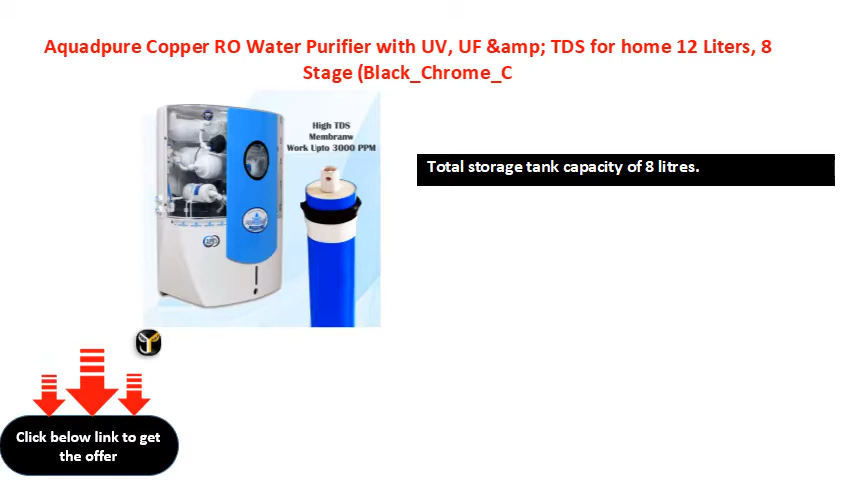 Aquadpure Copper RO Water Purifier with UV, UF &amp; TDS for home 12 Liters, 8
Stage (Black_Chrome_C
High TDS
Membranw
Work Upto 3000 PPM
Total storage tank capacity of 8 litres.
Click below link to get
the offer